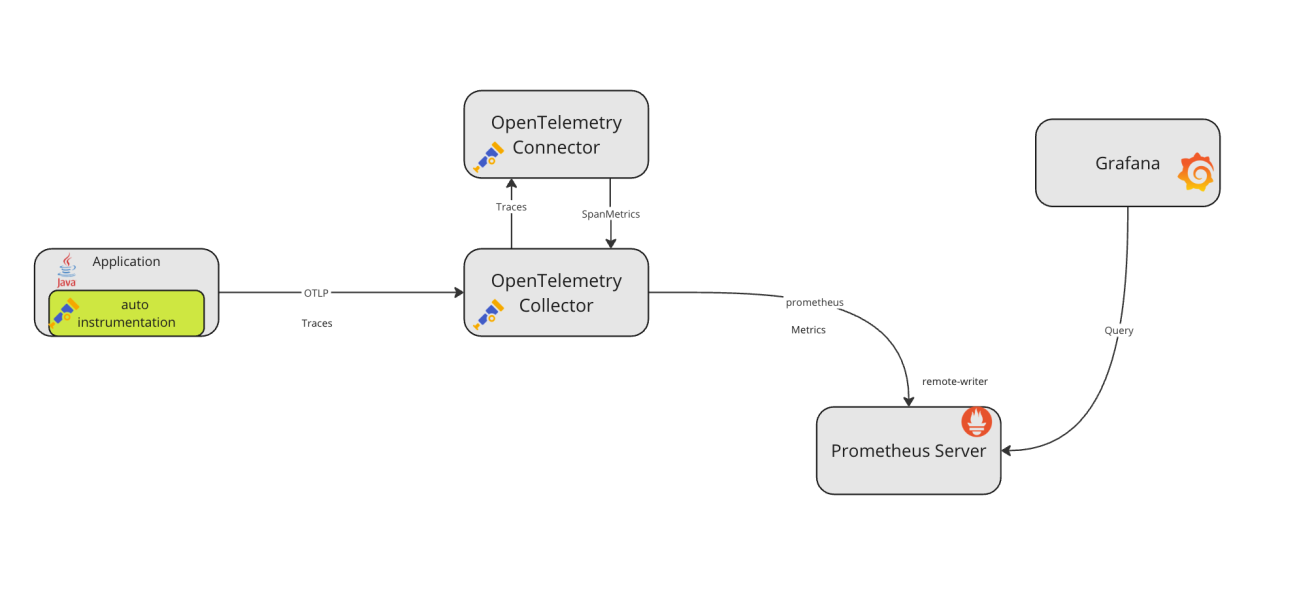 OpenTelemetry
Connector
Grafana
Traces
SpanMetrics
Application
Java
auto
instrumentation
OTLP
Traces
OpenTelemetry
Collector
prometheus
Metrics
Query
remote-writer
Prometheus Server